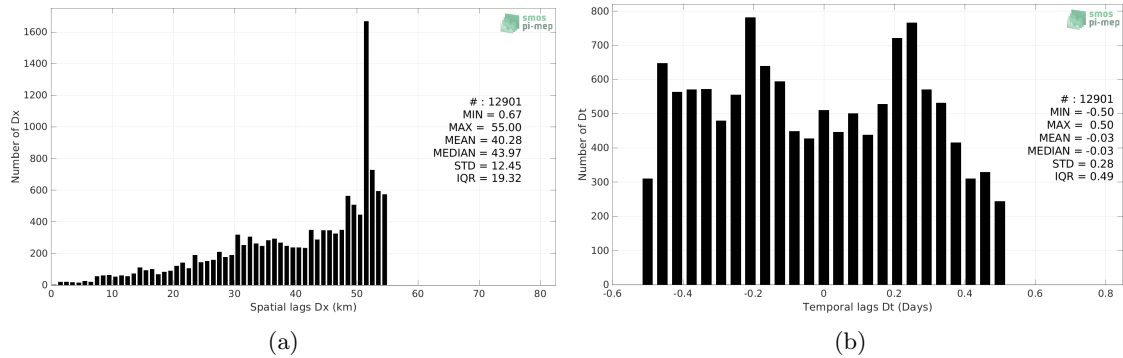 1600
1400
1200
1000
800
600
400
200
0
Number of Dx
0 10 20 30 40 50 60 70 80
Spatial lags Dx (km)
smos
pi-mep
# : 12901
MIN = 0.67
MAX = 55.00
MEAN = 40.28
MEDIAN = 43.97
STD = 12.45
IQR = 19.32
(a)
800
700
600
500
400
300
200
100
0
Number of Dt
-0.6 -0.4 -0.2 0 0.2 0.4 0.6 0.8
Temporal lags Dt (Days)
smos
pi-mep
# : 12901
MIN = -0.50
MAX = 0.50
MEAN = -0.03
MEDIAN = -0.03
STD = 0.28
IQR = 0.49
(b)